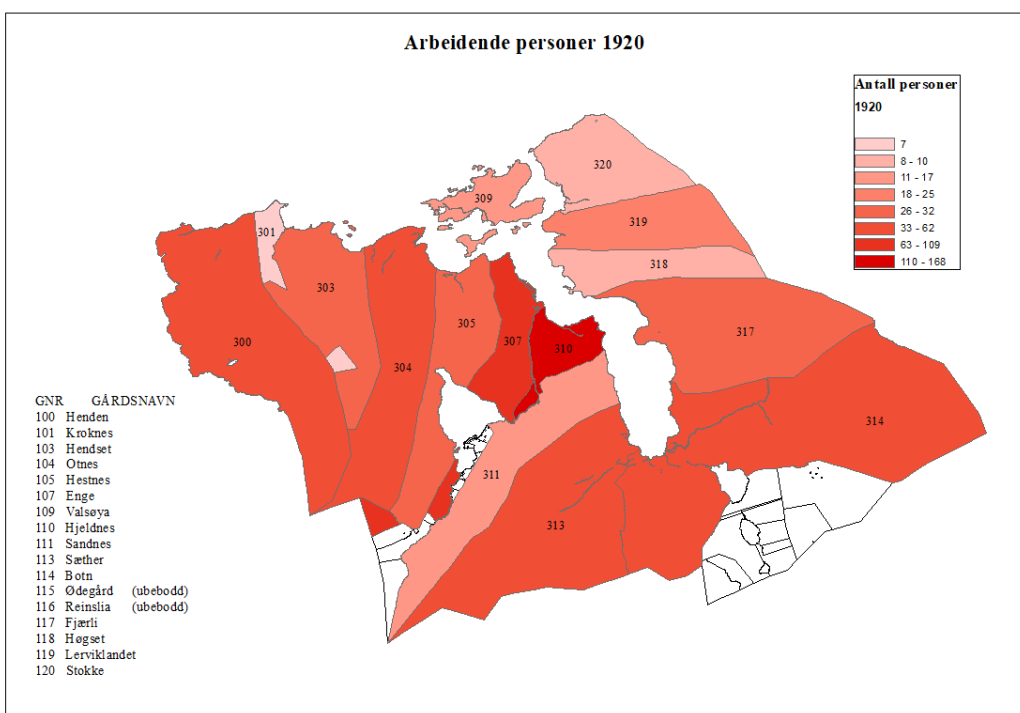 Arbeidende personer 1920
Antall personer
1920
7
8 - 10
11 - 17
18 - 25
26 - 32
33 - 62
63 - 109
110 - 168
320
309
319
301
318
303
305
317
300
307
310
304
314
311
313
GNR GÅRDSNAVN
100 Henden
101 Kroknes
103 Hendset
104 Otnes
105 Hestnes
107 Enge
109 Valsøya
110 Hjeldnes
111 Sandnes
113 Sæther
114 Botn
115 Ødegård (ubebodd)
116 Reinslia (ubebodd)
117 Fjærli
118 Høgset
119 Lerviklandet
120 Stokke